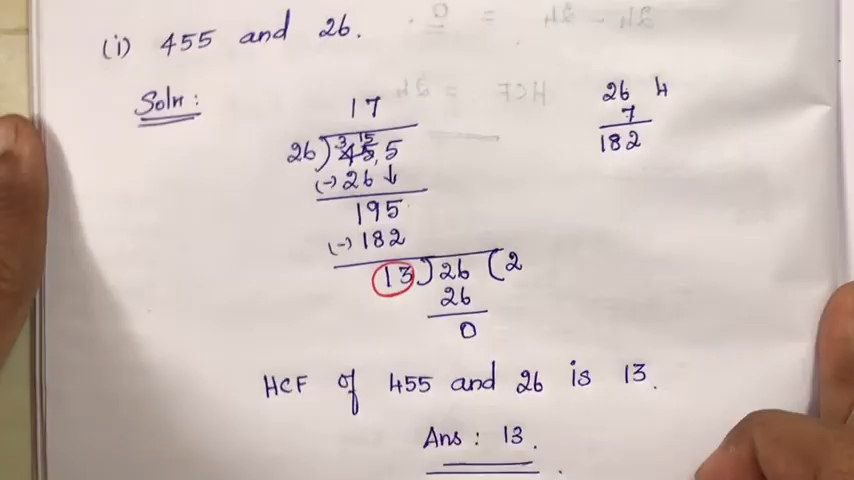 (i) 455 and 26.
Soln:
17
26) 455
(-) 26 ↓
195
(-) 182
13) 26 (2
26
0
26 4
7
182
HCF of 455 and 26 is 13.
Ans: 13.